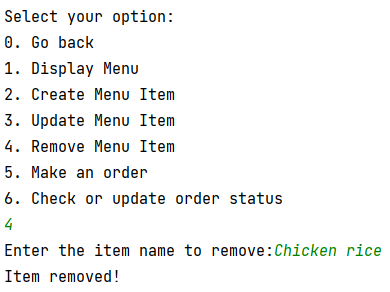 Select your option:
0. Go back
1. Display Menu
2. Create Menu Item
3. Update Menu Item
4. Remove Menu Item
5. Make an order
6. Check or update order status
4
Enter the item name to remove:Chicken rice
Item removed!